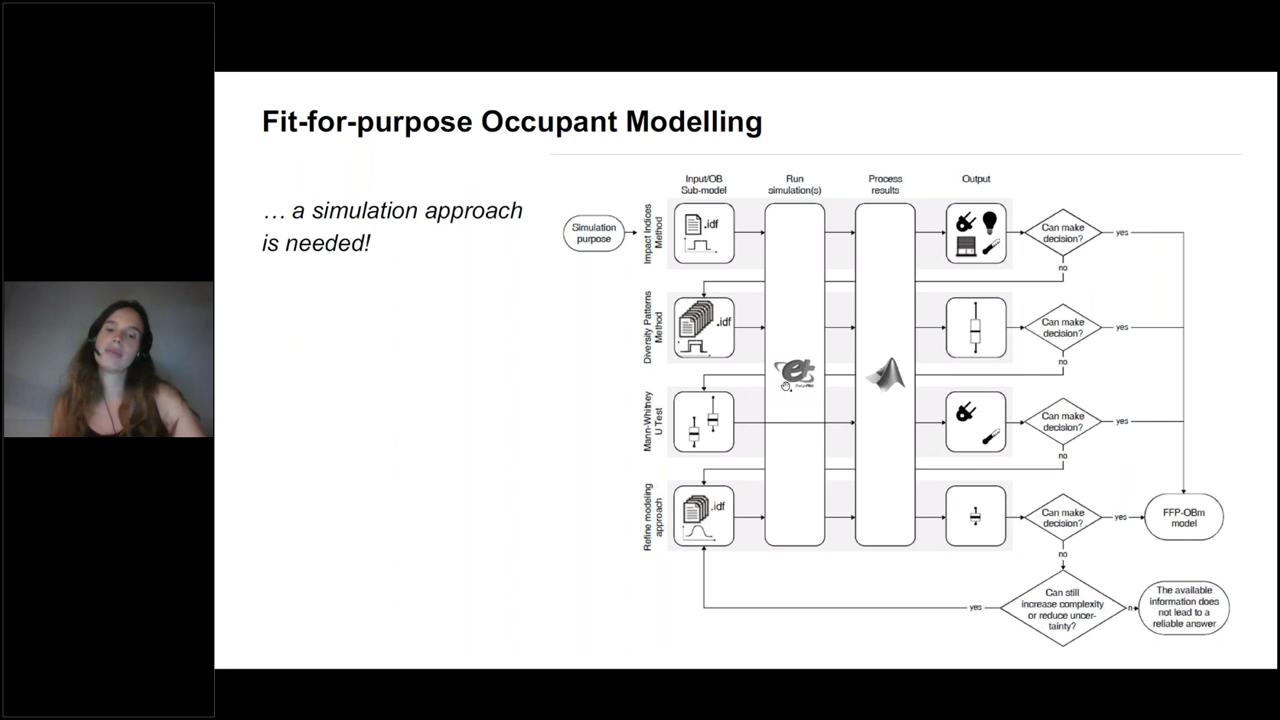 Fit-for-purpose Occupant Modelling
… a simulation approach
is needed!
Input/OB
Sub-model
Run
simulation(s)
Process
results
Output
Simulation
purpose
Impact Indices
Method
.idf
Can make
decision?
yes
no
Diversity Patterns
Method
.idf
Can make
decision?
yes
no
Mann-Whitney
U Test
Can make
decision?
yes
no
Refine modeling
approach
.idf
Can make
decision?
yes
FFP-OBm
model
no
Can still
increase complexity
or reduce uncer-
tainty?
yes
n
The available
information does
not lead to a
reliable answer